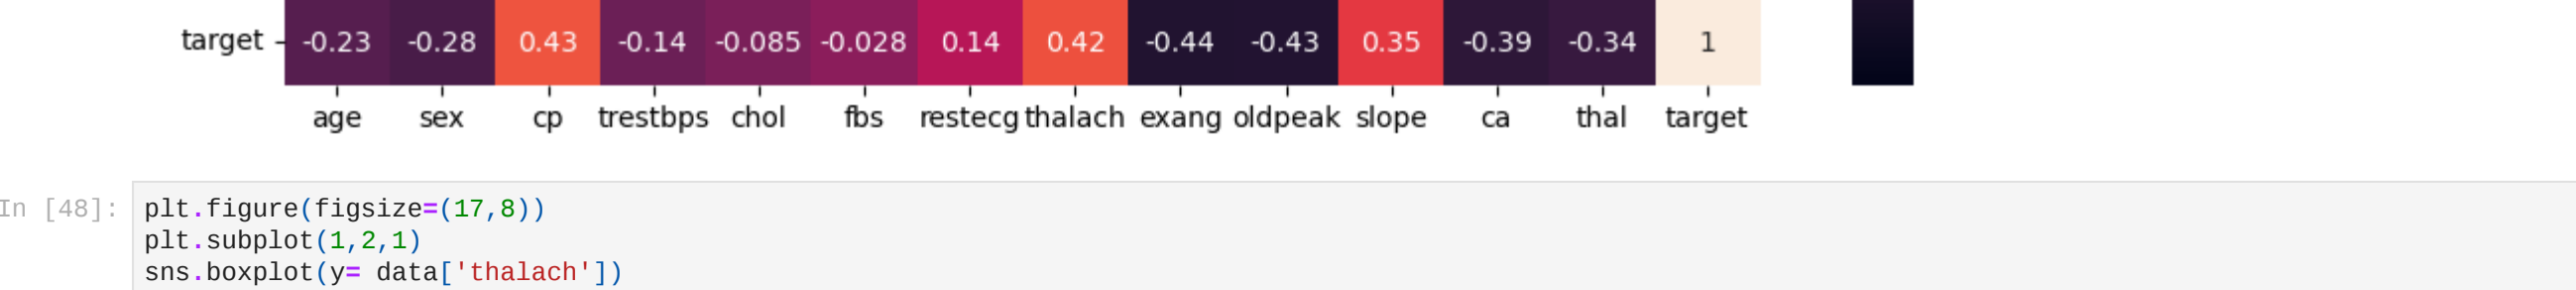 target -0.23 -0.28 0.43 -0.14 -0.085 -0.028 0.14 0.42 -0.44 -0.43 0.35 -0.39 -0.34 1
age sex cp trestbps chol fbs restecg thalach exang oldpeak slope ca thal target
In [48]: plt.figure(figsize=(17,8))
plt.subplot(1,2,1)
sns.boxplot(y= data['thalach'])